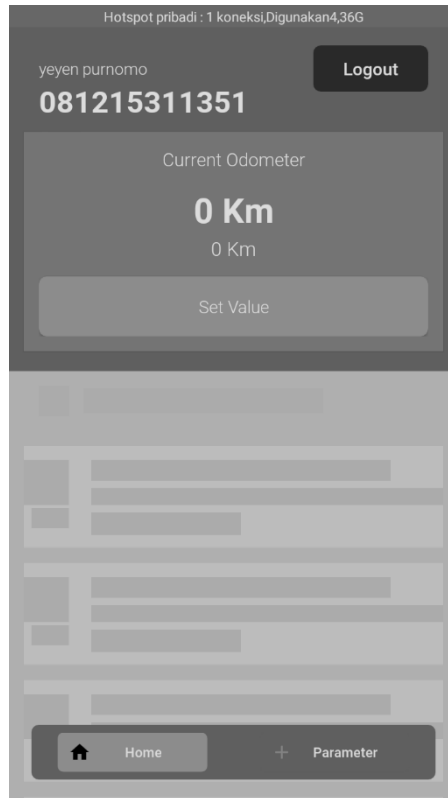 Hotspot pribadi : 1 koneksi,Digunakan4,36G
yeyen purnomo
Logout
081215311351
Current Odometer
0 Km
0 Km
Set Value
Home
Parameter